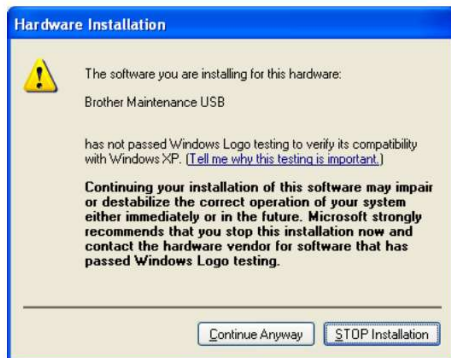 Hardware Installation
The software you are installing for this hardware:
Brother Maintenance USB
has not passed Windows Logo testing to verify its compatibility
with Windows XP. (Tell me why this testing is important.)
Continuing your installation of this software may impair
or destabilize the correct operation of your system
either immediately or in the future. Microsoft strongly
recommends that you stop this installation now and
contact the hardware vendor for software that has
passed Windows Logo testing.
Continue Anyway
STOP Installation